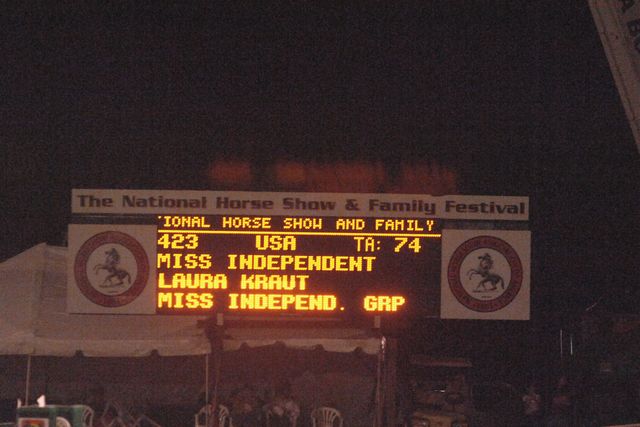 The National Horse Show & Family Festival
'IONAL HORSE SHOW AND FAMILY
423 USA TA: 74
MISS INDEPENDENT
LAURA KRAUT
MISS INDEPEND. GRP